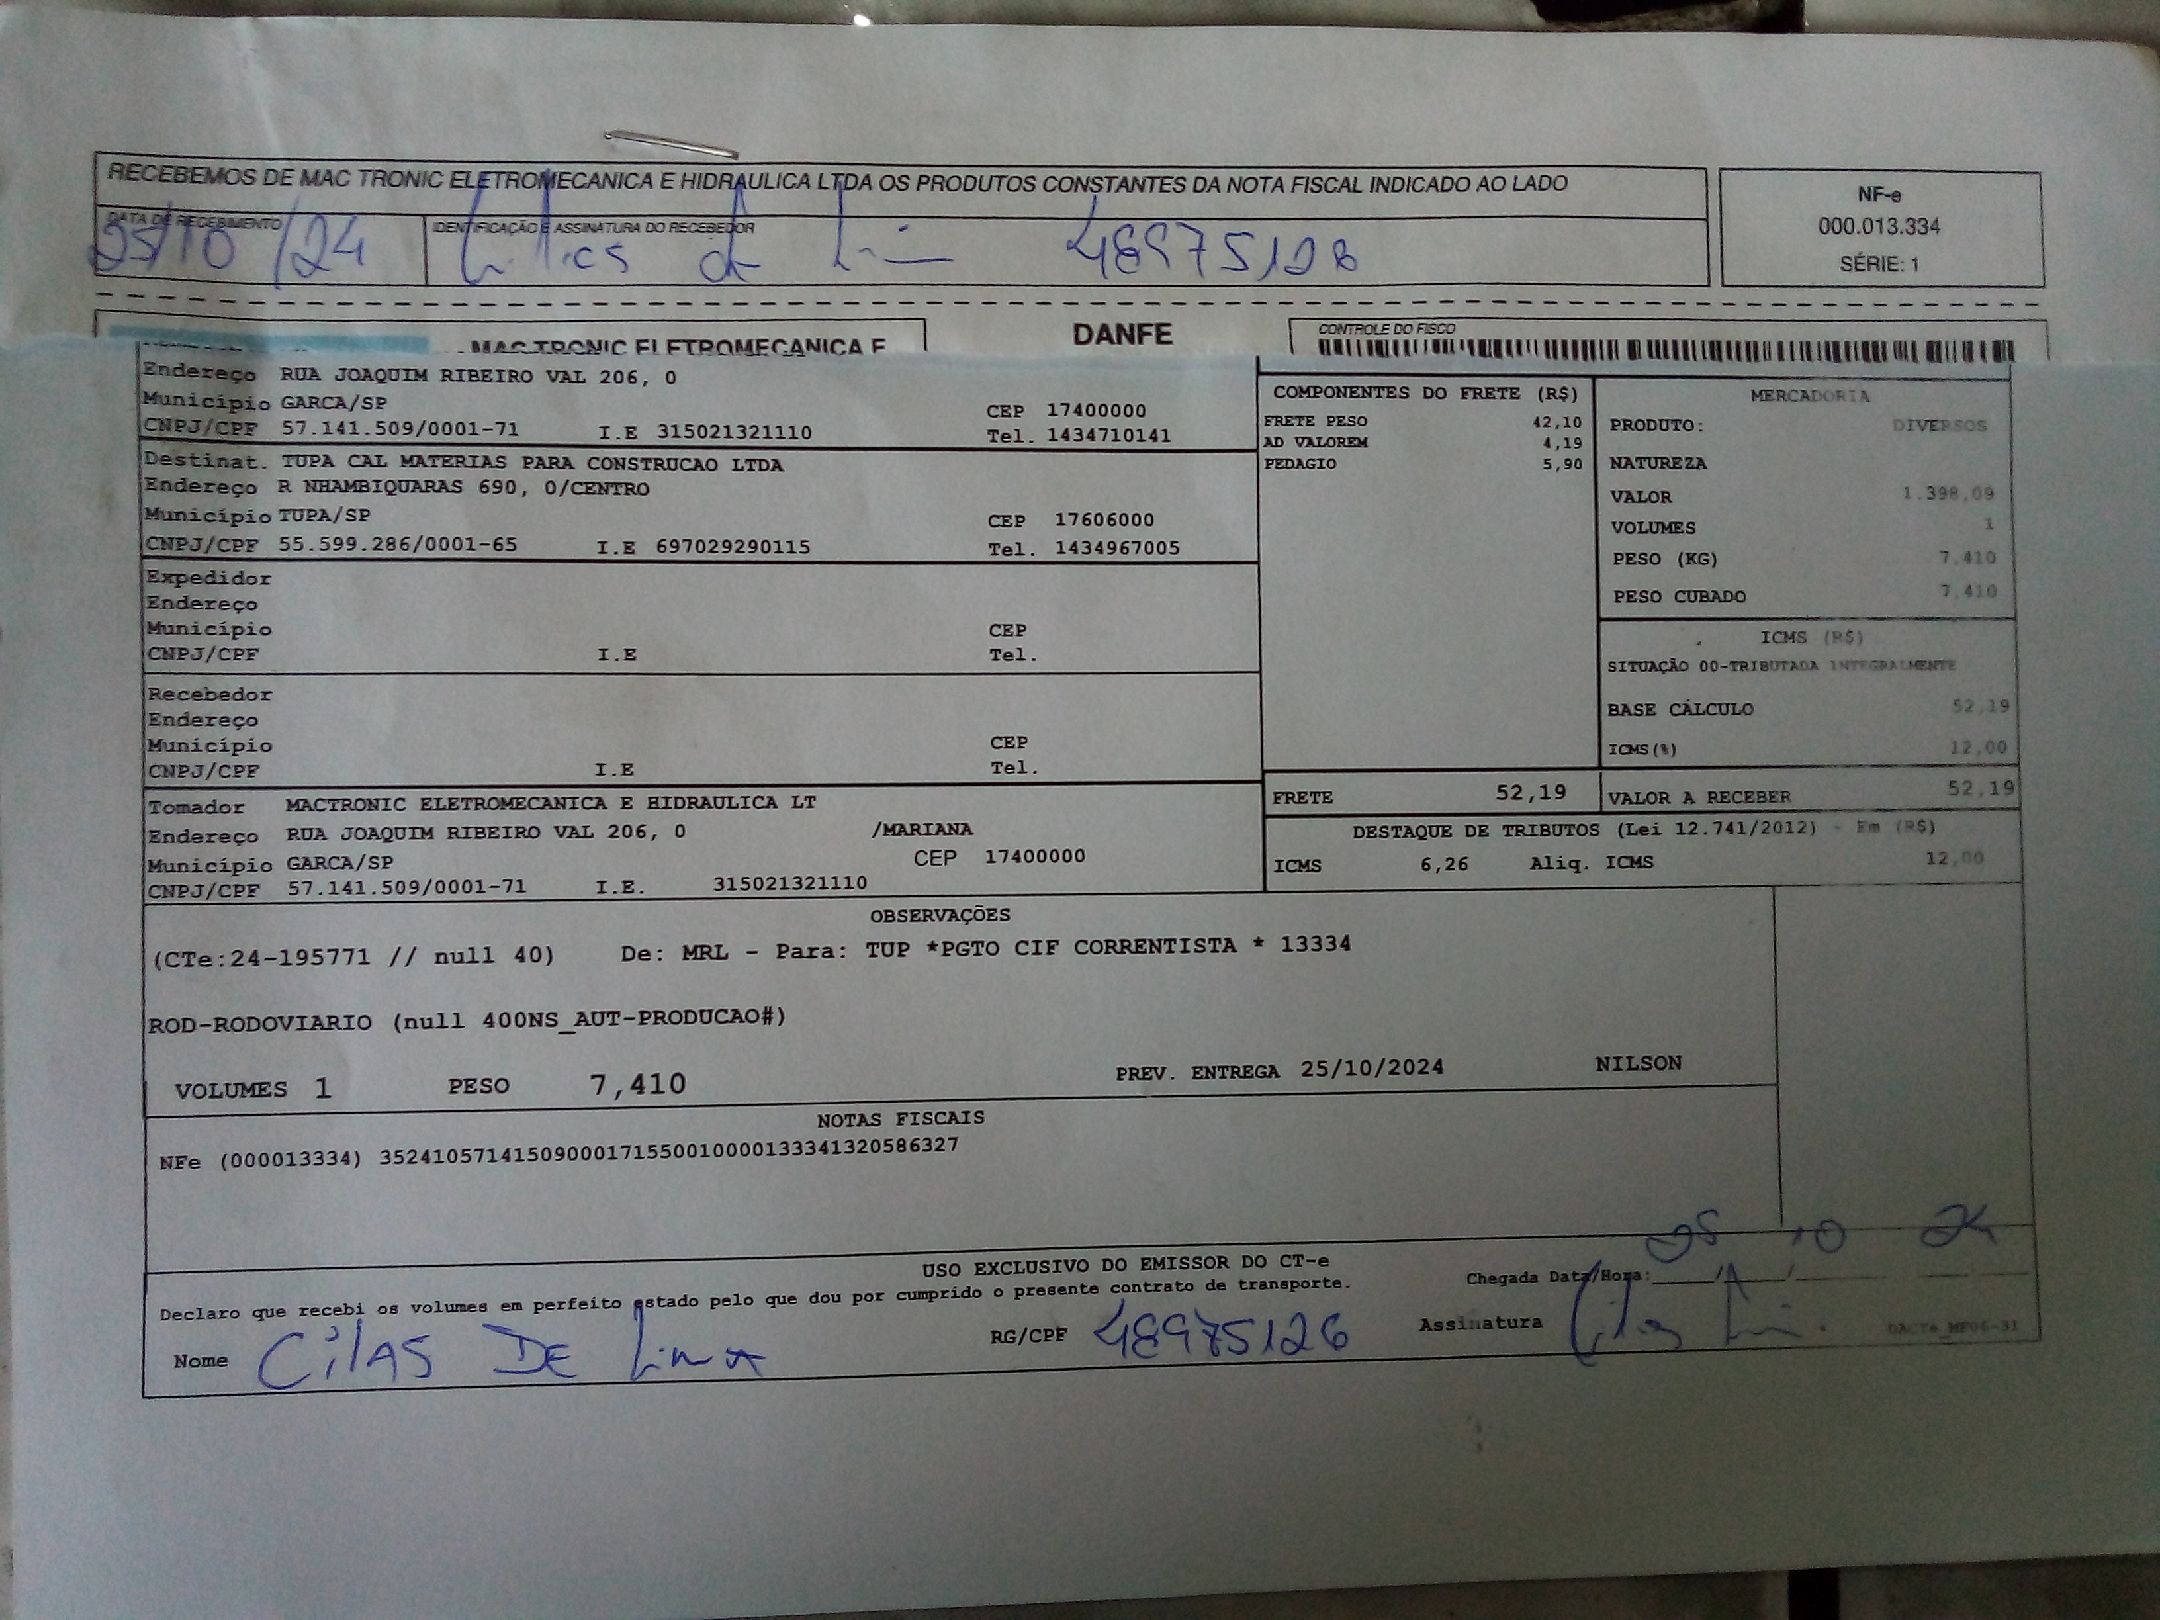 RECEBEMOS DE MAC TRONIC ELETROMECANICA E HIDRAULICA LTDA OS PRODUTOS CONSTANTES DA NOTA FISCAL INDICADO AO LADO
NF-e
000.013.334
SÉRIE: 1
DATA DE RECEBIMENTO
25/10/24
IDENTIFICAÇÃO E ASSINATURA DO RECEBEDOR
48975126
MAC TRONIC ELETROMECANICA E
DANFE
CONTROLE DO FISCO
Endereço RUA JOAQUIM RIBEIRO VAL 206, 0
Município GARCA/SP CEP 17400000
CNPJ/CPF 57.141.509/0001-71 I.E 315021321110 Tel. 1434710141
Destinat. TUPA CAL MATERIAS PARA CONSTRUCAO LTDA
Endereço R NHAMBIQUARAS 690, 0/CENTRO
Município TUPA/SP CEP 17606000
CNPJ/CPF 55.599.286/0001-65 I.E 697029290115 Tel. 1434967005
Expedidor
Endereço
Município CEP
CNPJ/CPF I.E Tel.
Recebedor
Endereço
Município CEP
CNPJ/CPF I.E Tel.
Tomador MACTRONIC ELETROMECANICA E HIDRAULICA LT
Endereço RUA JOAQUIM RIBEIRO VAL 206, 0 /MARIANA
Município GARCA/SP CEP 17400000
CNPJ/CPF 57.141.509/0001-71 I.E. 315021321110
COMPONENTES DO FRETE (R$)
FRETE PESO 42,10
AD VALOREM 4,19
PEDAGIO 5,90
MERCADORIA
PRODUTO: DIVERSOS
NATUREZA
VALOR 1.398,09
VOLUMES 1
PESO (KG) 7,410
PESO CUBADO 7,410
ICMS (R$)
SITUAÇÃO 00-TRIBUTADA INTEGRALMENTE
BASE CÁLCULO 52,19
ICMS(%) 12,00
FRETE 52,19 VALOR A RECEBER 52,19
DESTAQUE DE TRIBUTOS (Lei 12.741/2012) - Em (R$)
ICMS 6,26 Aliq. ICMS 12,00
OBSERVAÇÕES
(CTe:24-195771 // null 40) De: MRL - Para: TUP *PGTO CIF CORRENTISTA * 13334
ROD-RODOVIARIO (null 400NS_AUT-PRODUCAO#)
VOLUMES 1 PESO 7,410 PREV. ENTREGA 25/10/2024 NILSON
NOTAS FISCAIS
NFe (000013334) 35241057141509000171550010000133341320586327
USO EXCLUSIVO DO EMISSOR DO CT-e
Declaro que recebi os volumes em perfeito estado pelo que dou por cumprido o presente contrato de transporte.
Chegada Data/Hora: 25 10 24
Nome CilAS DE Lima RG/CPF 48975126 Assinatura
DACTe_MF06-31